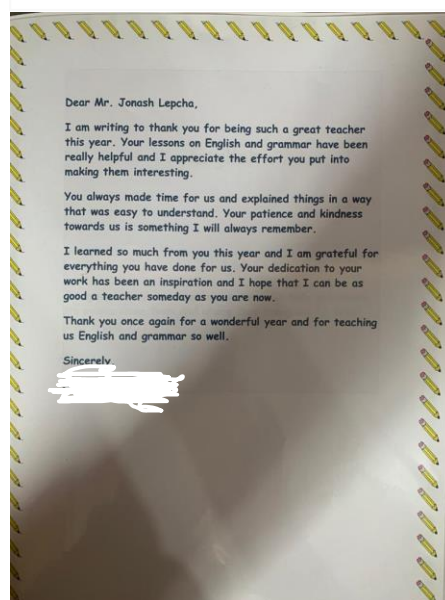 Dear Mr. Jonash Lepcha,
I am writing to thank you for being such a great teacher
this year. Your lessons on English and grammar have been
really helpful and I appreciate the effort you put into
making them interesting.
You always made time for us and explained things in a way
that was easy to understand. Your patience and kindness
towards us is something I will always remember.
I learned so much from you this year and I am grateful for
everything you have done for us. Your dedication to your
work has been an inspiration and I hope that I can be as
good a teacher someday as you are now.
Thank you once again for a wonderful year and for teaching
us English and grammar so well.
Sincerely,